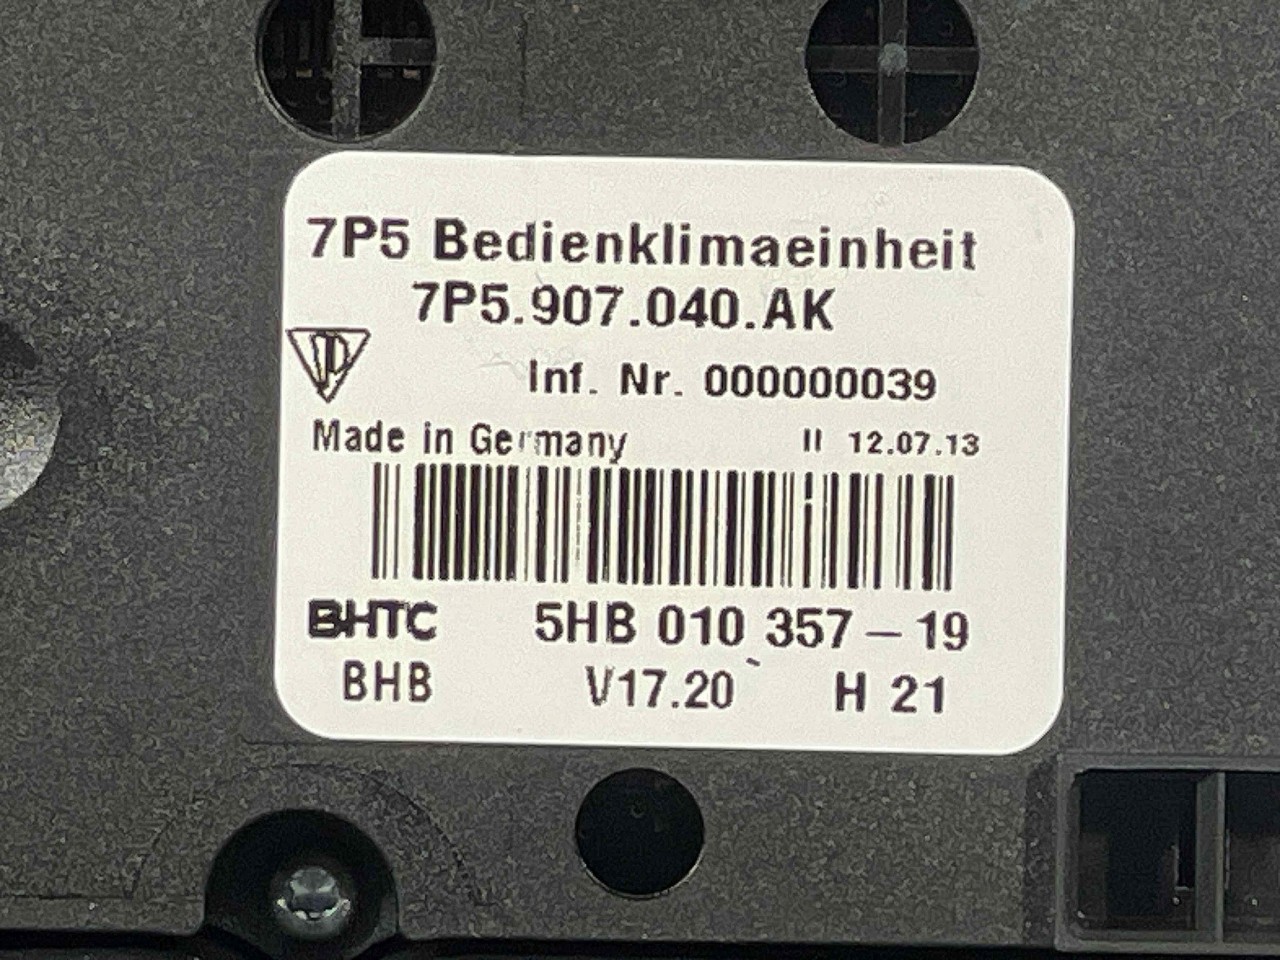 7P5 Bedienklimaeinheit
7P5.907.040.AK
Inf. Nr. 000000039
Made in Germany II 12.07.13
BHTC 5HB 010 357 – 19
BHB V17.20 H 21